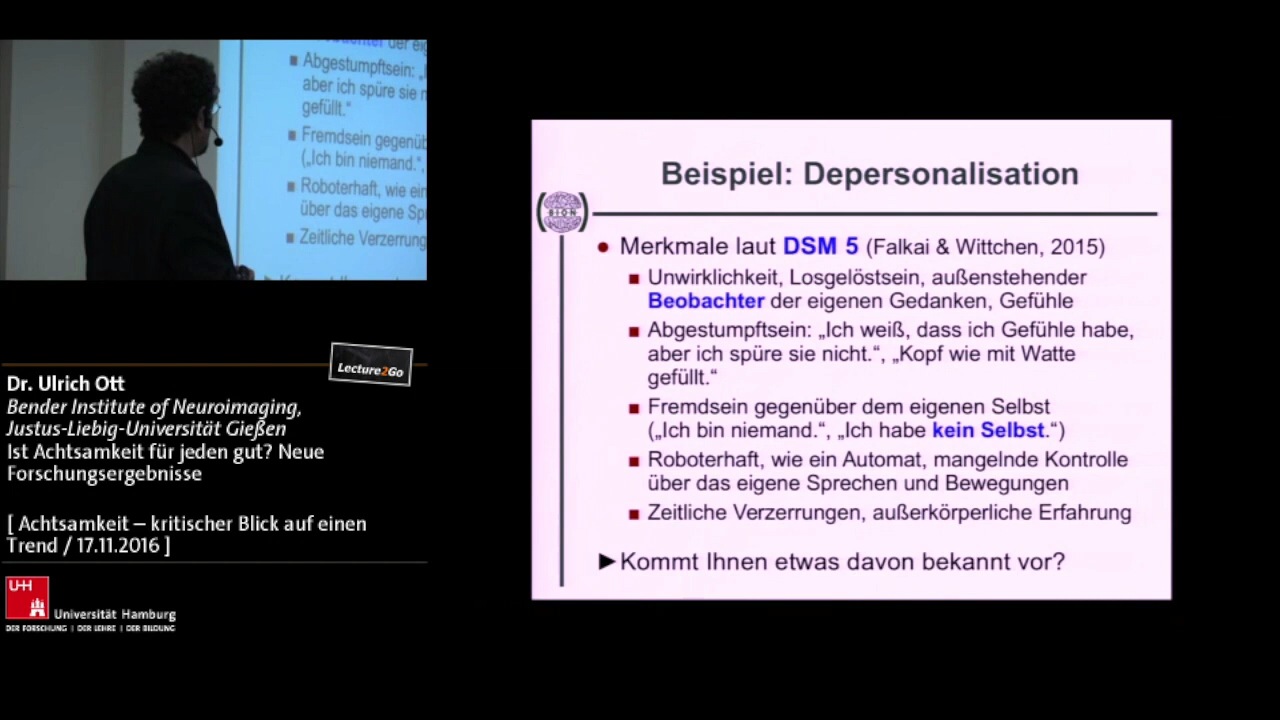 Beobachter der eig
Abgestumpftsein: „I
aber ich spüre sie n
gefüllt.“
Fremdsein gegenüb
(„Ich bin niemand.“,
Roboterhaft, wie ein
über das eigene Sp
Zeitliche Verzerrung
Lecture2Go
Dr. Ulrich Ott
Bender Institute of Neuroimaging,
Justus-Liebig-Universität Gießen
Ist Achtsamkeit für jeden gut? Neue
Forschungsergebnisse
[ Achtsamkeit – kritischer Blick auf einen
Trend / 17.11.2016 ]
UHH
Universität Hamburg
DER FORSCHUNG | DER LEHRE | DER BILDUNG
Beispiel: Depersonalisation
(BION)
● Merkmale laut DSM 5 (Falkai & Wittchen, 2015)
■ Unwirklichkeit, Losgelöstsein, außenstehender
Beobachter der eigenen Gedanken, Gefühle
■ Abgestumpftsein: „Ich weiß, dass ich Gefühle habe,
aber ich spüre sie nicht.“, „Kopf wie mit Watte
gefüllt.“
■ Fremdsein gegenüber dem eigenen Selbst
(„Ich bin niemand.“, „Ich habe kein Selbst.“)
■ Roboterhaft, wie ein Automat, mangelnde Kontrolle
über das eigene Sprechen und Bewegungen
■ Zeitliche Verzerrungen, außerkörperliche Erfahrung
►Kommt Ihnen etwas davon bekannt vor?